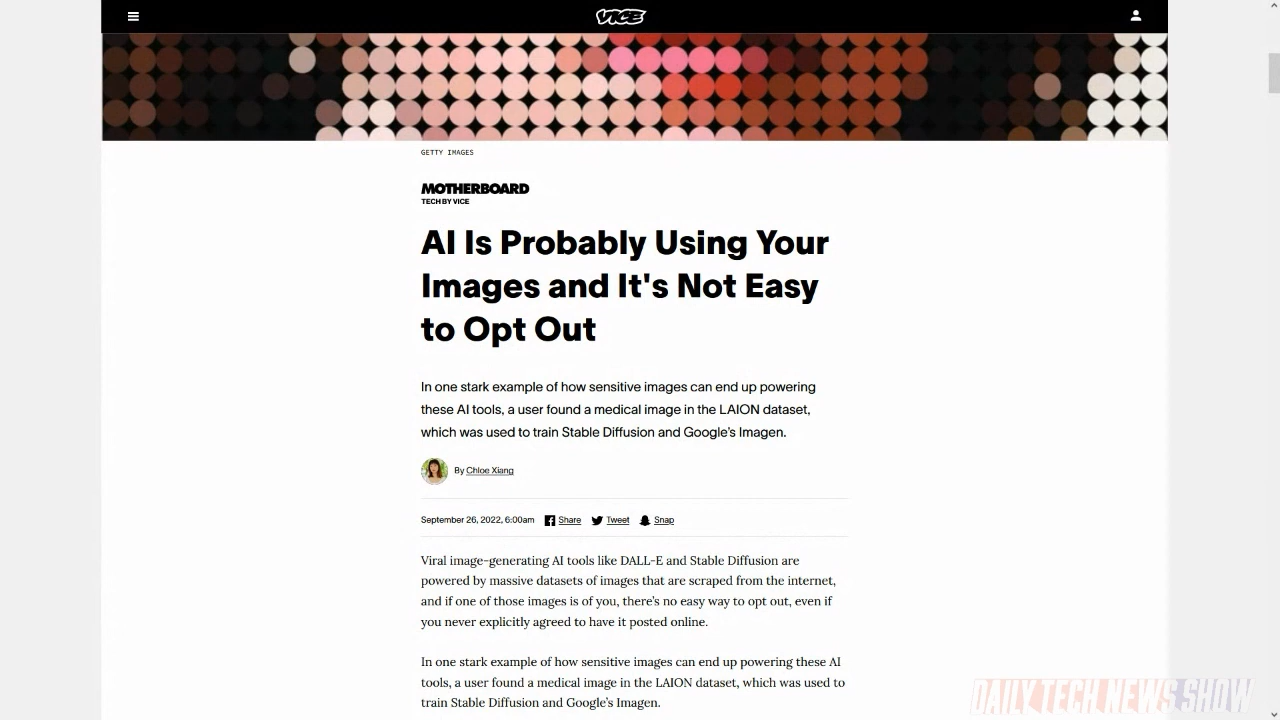 VICE
GETTY IMAGES
MOTHERBOARD
TECH BY VICE
AI Is Probably Using Your
Images and It's Not Easy
to Opt Out
In one stark example of how sensitive images can end up powering
these AI tools, a user found a medical image in the LAION dataset,
which was used to train Stable Diffusion and Google’s Imagen.
By Chloe Xiang
September 26, 2022, 6:00am Share Tweet Snap
Viral image-generating AI tools like DALL-E and Stable Diffusion are
powered by massive datasets of images that are scraped from the internet,
and if one of those images is of you, there’s no easy way to opt out, even if
you never explicitly agreed to have it posted online.
In one stark example of how sensitive images can end up powering these AI
tools, a user found a medical image in the LAION dataset, which was used to
train Stable Diffusion and Google’s Imagen.
DAILY TECH NEWS SHOW